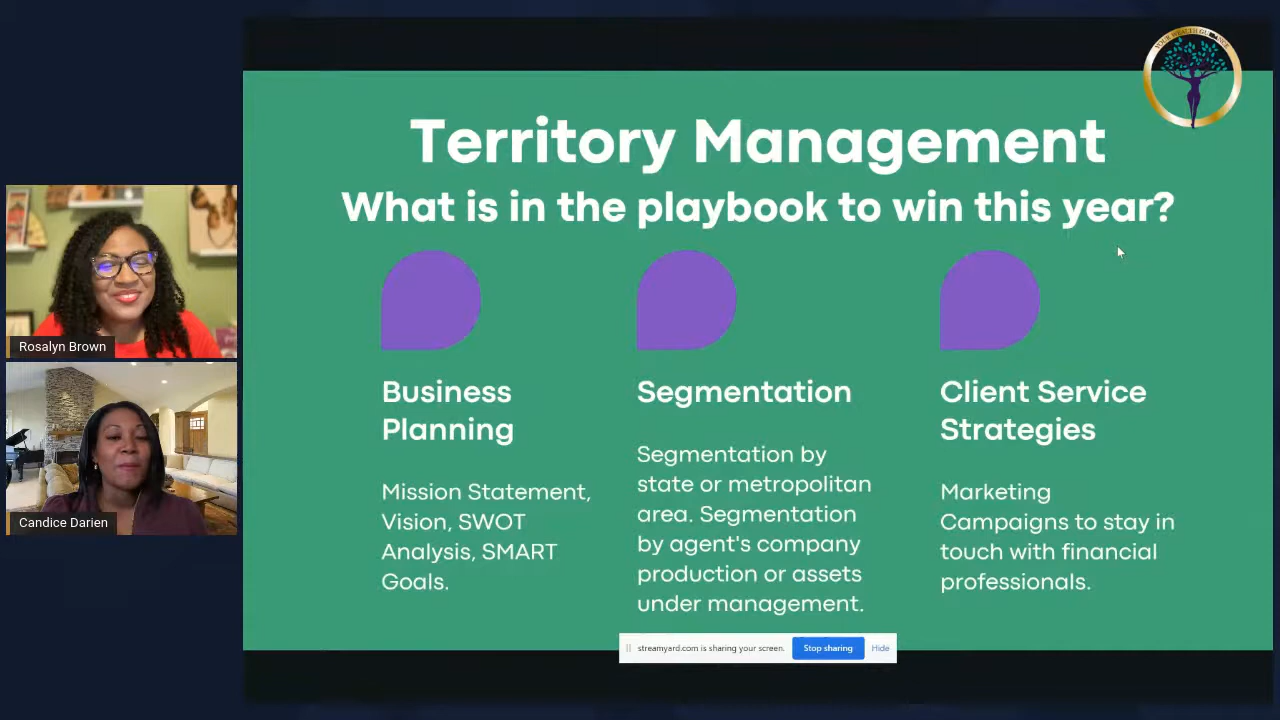 YOUR WEALTH GUIDANCE
Territory Management
What is in the playbook to win this year?
Business
Planning
Mission Statement,
Vision, SWOT
Analysis, SMART
Goals.
Segmentation
Segmentation by
state or metropolitan
area. Segmentation
by agent's company
production or assets
under management.
Client Service
Strategies
Marketing
Campaigns to stay in
touch with financial
professionals.
Rosalyn Brown
Candice Darien
streamyard.com is sharing your screen. Stop sharing Hide